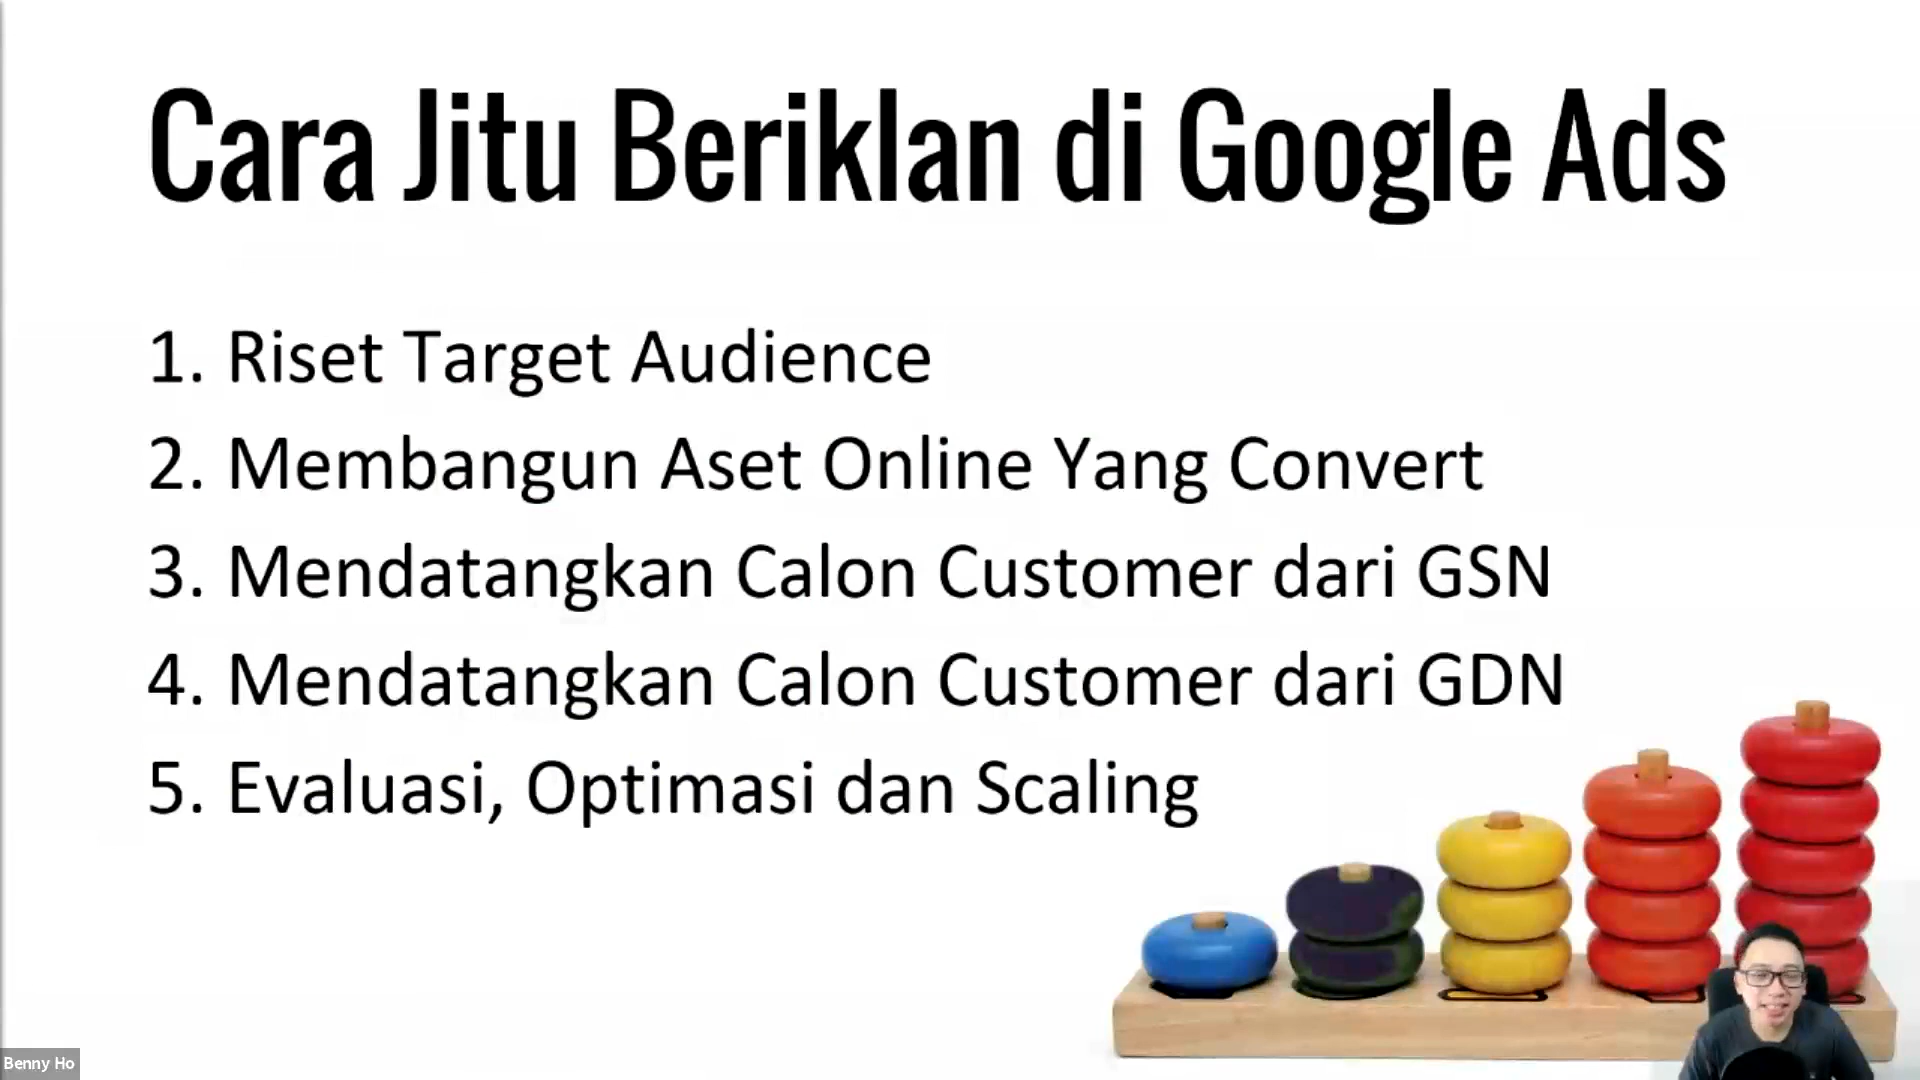 Cara Jitu Beriklan di Google Ads
1. Riset Target Audience
2. Membangun Aset Online Yang Convert
3. Mendatangkan Calon Customer dari GSN
4. Mendatangkan Calon Customer dari GDN
5. Evaluasi, Optimasi dan Scaling
Benny Ho